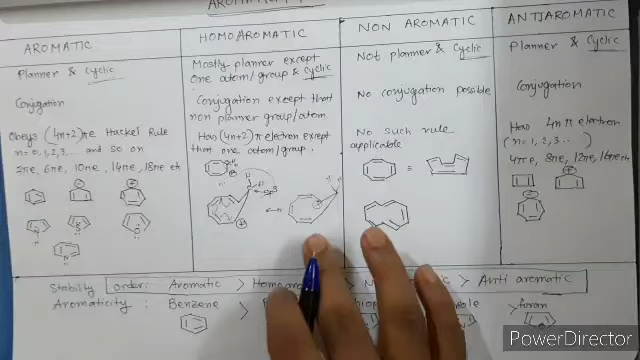 AROMATIC
HOMOAROMATIC
NON AROMATIC
ANTIAROMATIC
Planner & Cyclic
Conjugation
Obeys (4n+2)πe Huckel Rule
n=0,1,2,3... and so on
2πe, 6πe, 10πe, 14πe, 18πe etc
Mostly planner except
One atom/group & Cyclic
Conjugation except that
non planner group/atom
Has (4n+2)π electron except
that one atom/group.
Not planner & Cyclic
No conjugation possible
No such rule
applicable
Planner & Cyclic
Conjugation
Has 4nπ electron
(n=1,2,3...)
4πe, 8πe, 12πe, 16πe etc
Stability Order: Aromatic > > Anti aromatic
Aromaticity: Benzene > > furan
PowerDirector